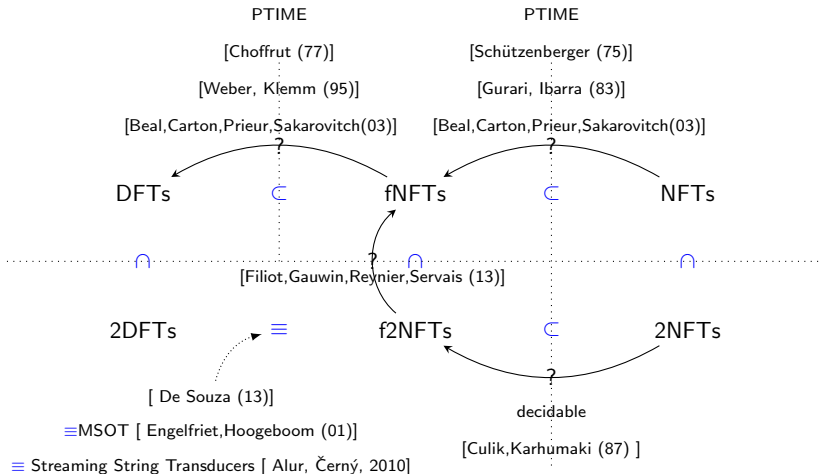 PTIME PTIME
[Choffrut (77)] [Schützenberger (75)]
[Weber, Klemm (95)] [Gurari, Ibarra (83)]
[Beal,Carton,Prieur,Sakarovitch(03)] [Beal,Carton,Prieur,Sakarovitch(03)]
? ?
DFTs ⊂ fNFTs ⊂ NFTs
∩ ? ∩ ∩
[Filiot,Gauwin,Reynier,Servais (13)]
2DFTs ≡ f2NFTs ⊂ 2NFTs
?
[ De Souza (13)]
decidable
≡MSOT [ Engelfriet,Hoogeboom (01)]
[Culik,Karhumaki (87) ]
≡ Streaming String Transducers [ Alur, Černý, 2010]